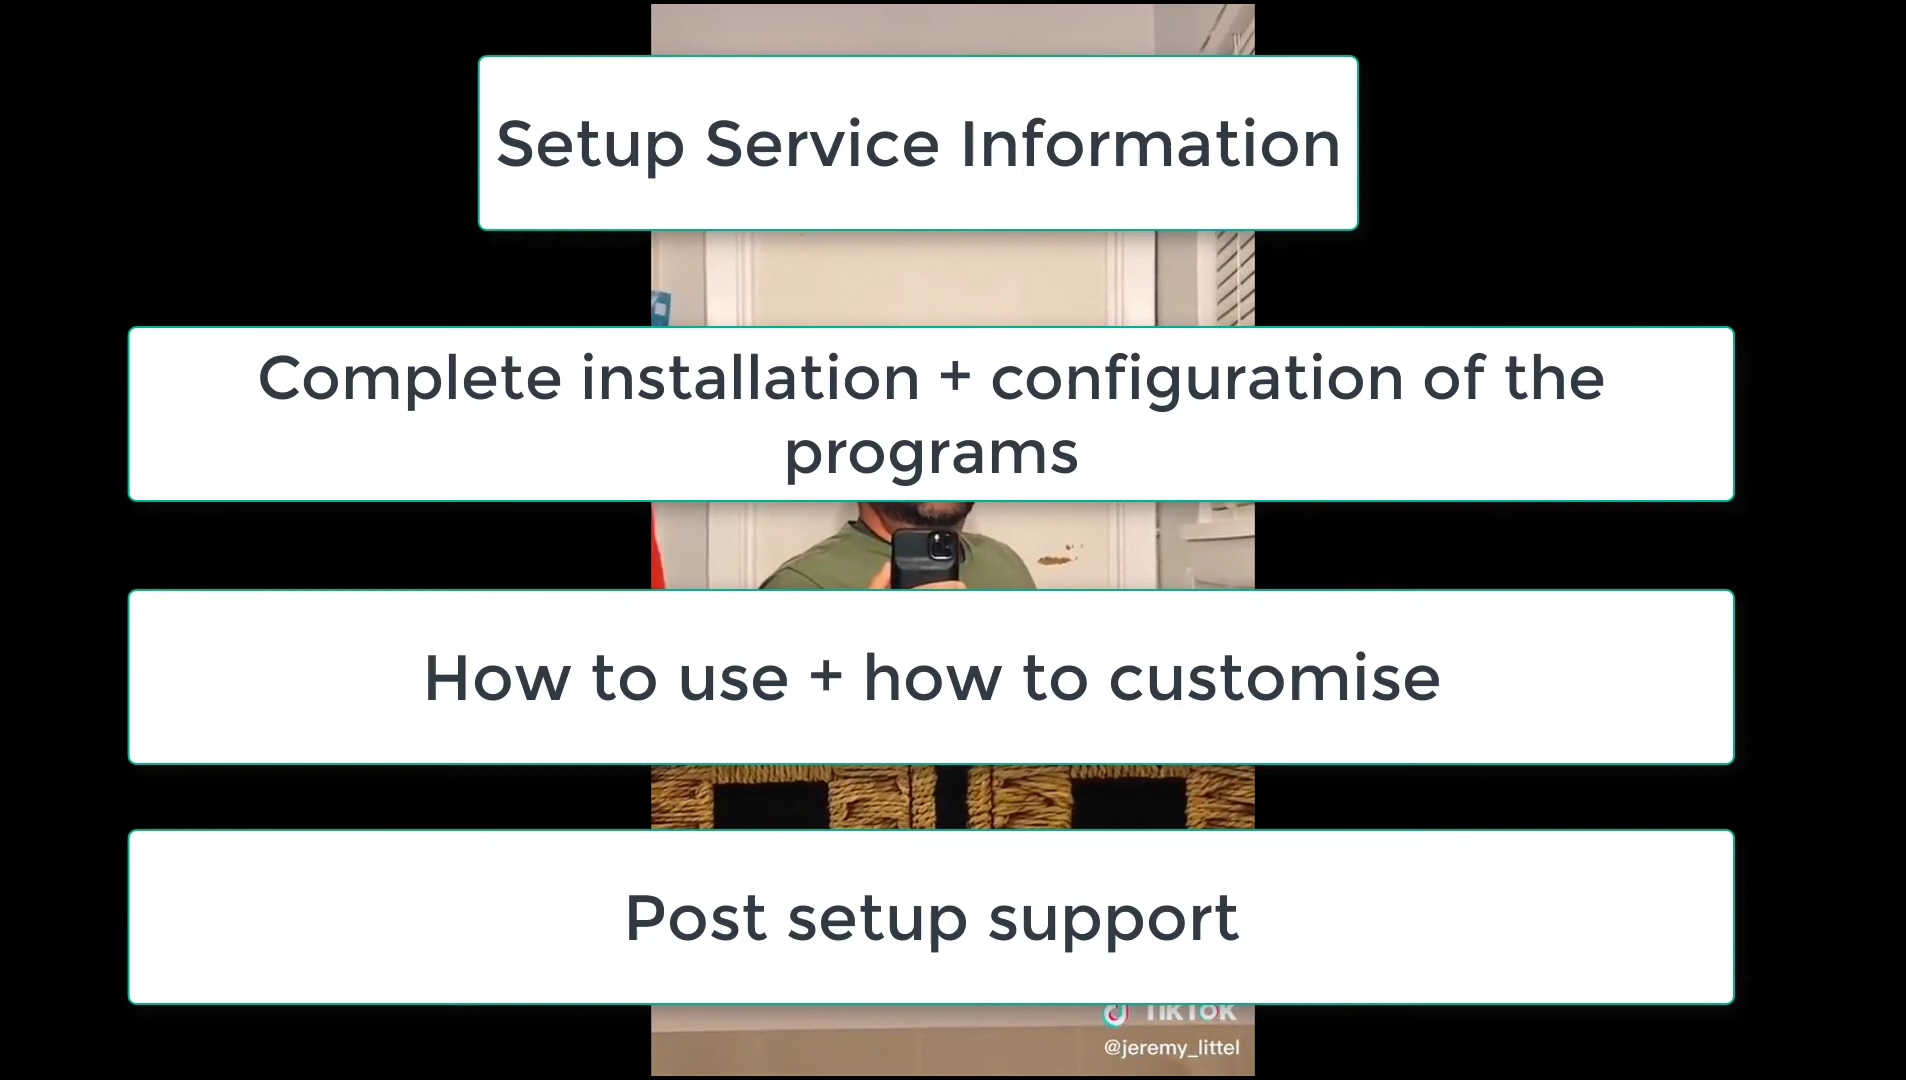 Setup Service Information
Complete installation + configuration of the
programs
How to use + how to customise
Post setup support
TikTok
@jeremy_littel